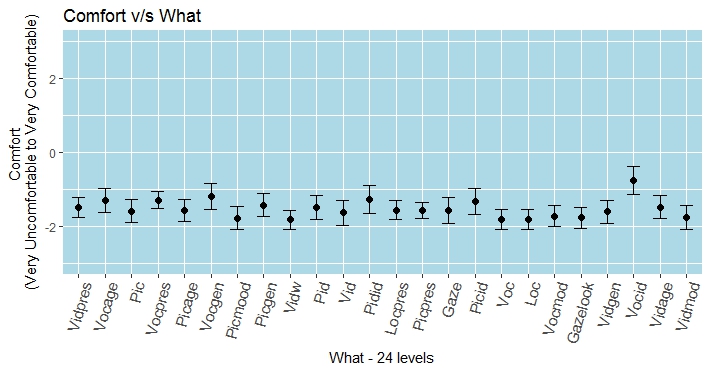 Comfort v/s What
Comfort
(Very Uncomfortable to Very Comfortable)
2
0
-2
Vidpres
Vocage
Pic
Vocpres
Picage
Vocgen
Picmood
Picgen
Vidw
Pid
Vid
Pidid
Locpres
Picpres
Gaze
Picid
Voc
Loc
Vocmod
Gazelook
Vidgen
Vocid
Vidage
Vidmod
What - 24 levels